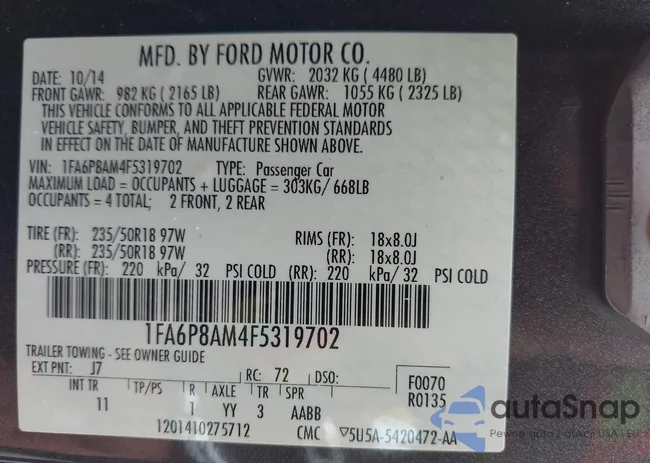 MFD. BY FORD MOTOR CO.
DATE: 10/14 GVWR: 2032 KG ( 4480 LB)
FRONT GAWR: 982 KG ( 2165 LB) REAR GAWR: 1055 KG ( 2325 LB)
THIS VEHICLE CONFORMS TO ALL APPLICABLE FEDERAL MOTOR
VEHICLE SAFETY, BUMPER, AND THEFT PREVENTION STANDARDS
IN EFFECT ON THE DATE OF MANUFACTURE SHOWN ABOVE.
VIN: 1FA6P8AM4F5319702 TYPE: Passenger Car
MAXIMUM LOAD = OCCUPANTS + LUGGAGE = 303KG/ 668LB
OCCUPANTS = 4 TOTAL; 2 FRONT, 2 REAR
TIRE (FR): 235/50R18 97W RIMS (FR): 18x8.0J
(RR): 235/50R18 97W (RR): 18x8.0J
PRESSURE (FR): 220 kPa/ 32 PSI COLD (RR): 220 kPa/ 32 PSI COLD
1FA6P8AM4F5319702
TRAILER TOWING - SEE OWNER GUIDE
EXT PNT: J7 RC: 72 DSO: F0070
INT TR TP/PS R AXLE TR SPR R0135
11 1 YY 3 AABB
1201410275712 CMC ▽5U5A-5420472-AA
autoSnap
Pewne auto z aukcji USA i EU